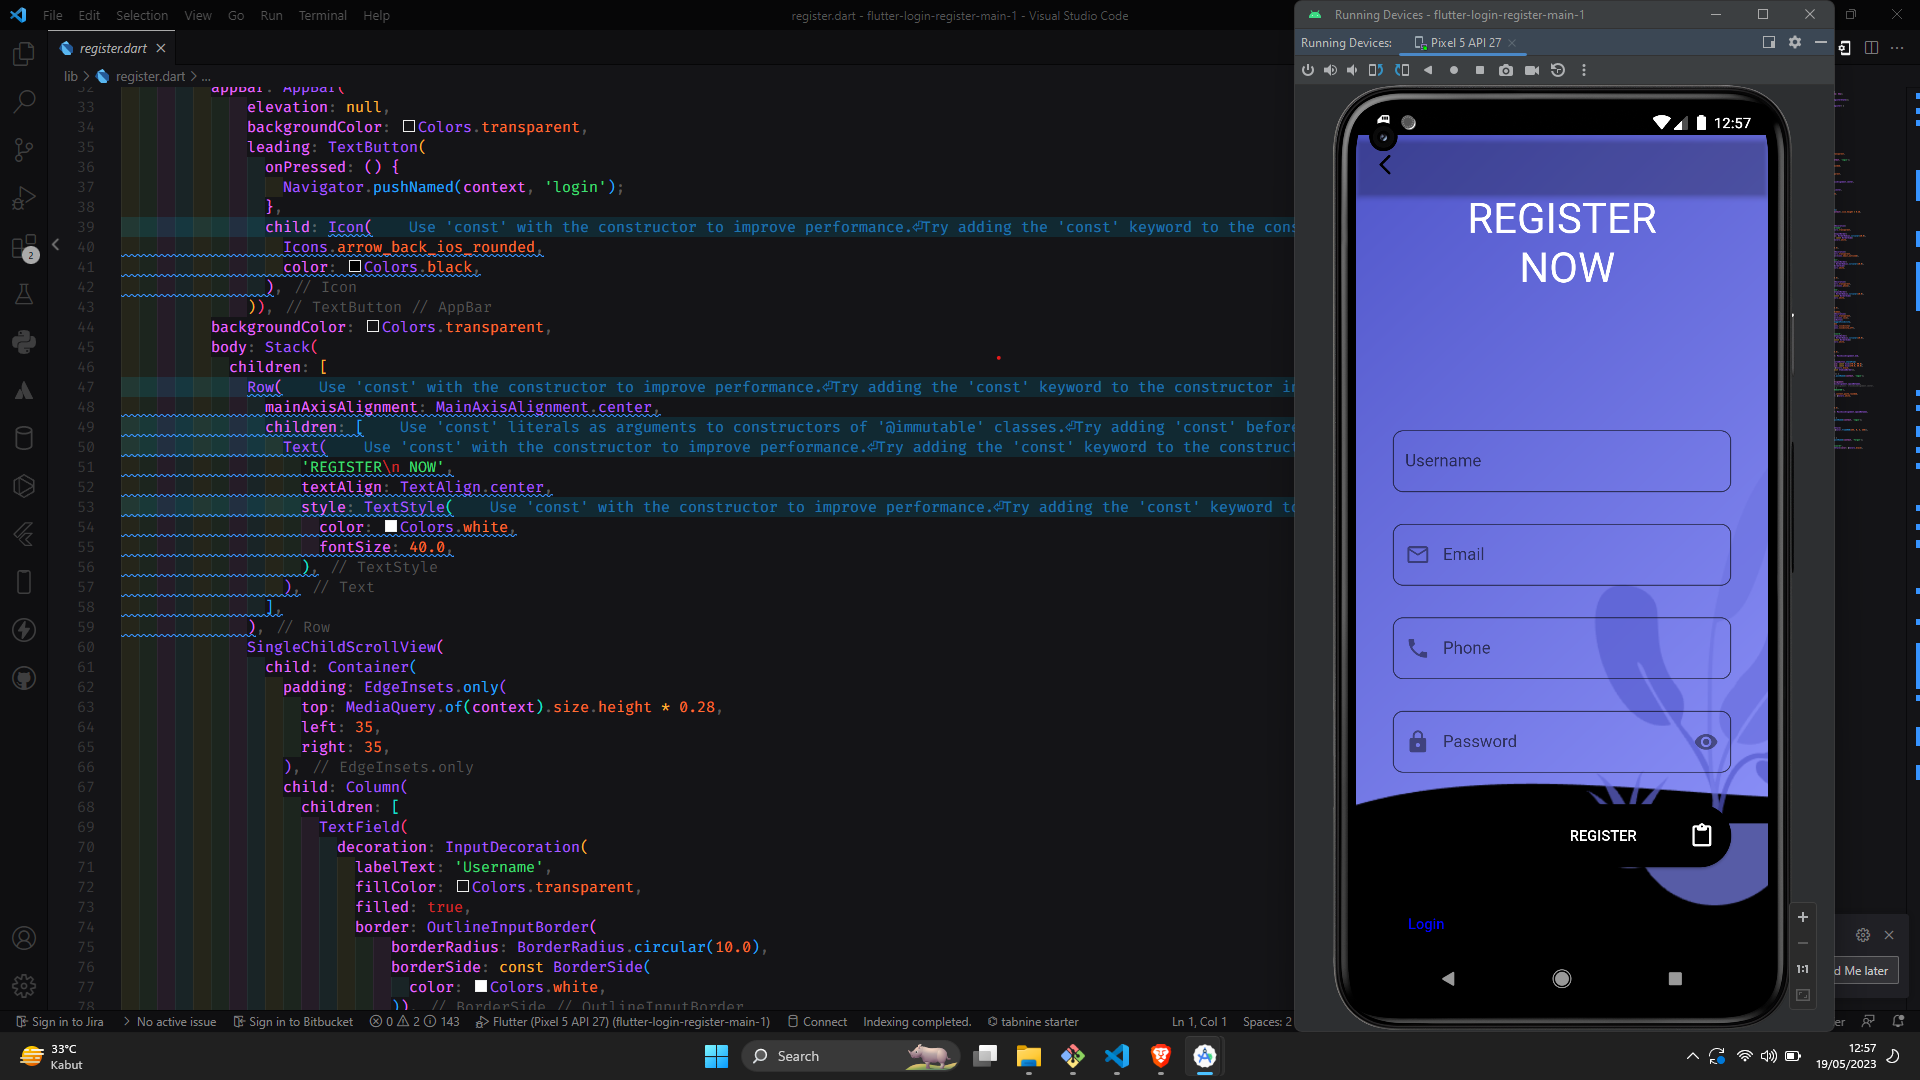 File Edit Selection View Go Run Terminal Help
register.dart - flutter-login-register-main-1 - Visual Studio Code
register.dart
lib > register.dart > ...
32 appBar: AppBar(
33 elevation: null,
34 backgroundColor: Colors.transparent,
35 leading: TextButton(
36 onPressed: () {
37 Navigator.pushNamed(context, 'login');
38 },
39 child: Icon( Use 'const' with the constructor to improve performance.⏎Try adding the 'const' keyword to the cons
40 Icons.arrow_back_ios_rounded,
41 color: Colors.black,
42 ), // Icon
43 )), // TextButton // AppBar
44 backgroundColor: Colors.transparent,
45 body: Stack(
46 children: [
47 Row( Use 'const' with the constructor to improve performance.⏎Try adding the 'const' keyword to the constructor in
48 mainAxisAlignment: MainAxisAlignment.center,
49 children: [ Use 'const' literals as arguments to constructors of '@immutable' classes.⏎Try adding 'const' before
50 Text( Use 'const' with the constructor to improve performance.⏎Try adding the 'const' keyword to the construct
51 'REGISTER\n NOW',
52 textAlign: TextAlign.center,
53 style: TextStyle( Use 'const' with the constructor to improve performance.⏎Try adding the 'const' keyword to
54 color: Colors.white,
55 fontSize: 40.0,
56 ), // TextStyle
57 ), // Text
58 ],
59 ), // Row
60 SingleChildScrollView(
61 child: Container(
62 padding: EdgeInsets.only(
63 top: MediaQuery.of(context).size.height * 0.28,
64 left: 35,
65 right: 35,
66 ), // EdgeInsets.only
67 child: Column(
68 children: [
69 TextField(
70 decoration: InputDecoration(
71 labelText: 'Username',
72 fillColor: Colors.transparent,
73 filled: true,
74 border: OutlineInputBorder(
75 borderRadius: BorderRadius.circular(10.0),
76 borderSide: const BorderSide(
77 color: Colors.white,
78 )), // BorderSide // OutlineInputBorder
2
Running Devices - flutter-login-register-main-1
Running Devices: Pixel 5 API 27
12:57
REGISTER
NOW
Username
Email
Phone
Password
REGISTER
Login
1:1
d Me later
Sign in to Jira > No active issue Sign in to Bitbucket 0 2 143 Flutter (Pixel 5 API 27) (flutter-login-register-main-1) Connect Indexing completed. tabnine starter Ln 1, Col 1 Spaces: 2
er
33°C
Kabut
Search
12:57
19/05/2023